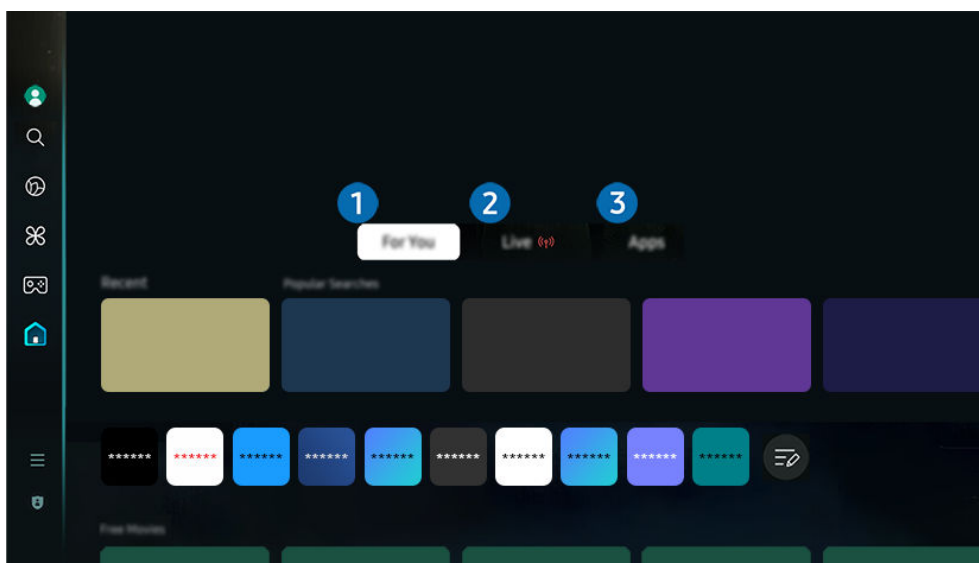 1 2 3
For You Live Apps
Recent Popular Searches
****** ****** ****** ****** ****** ****** ****** ****** ****** ******
Free Movies